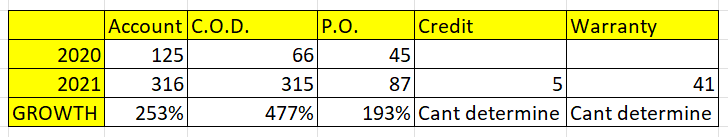 Account C.O.D. P.O. Credit Warranty
2020 125 66 45
2021 316 315 87 5 41
GROWTH 253% 477% 193% Cant determine Cant determine